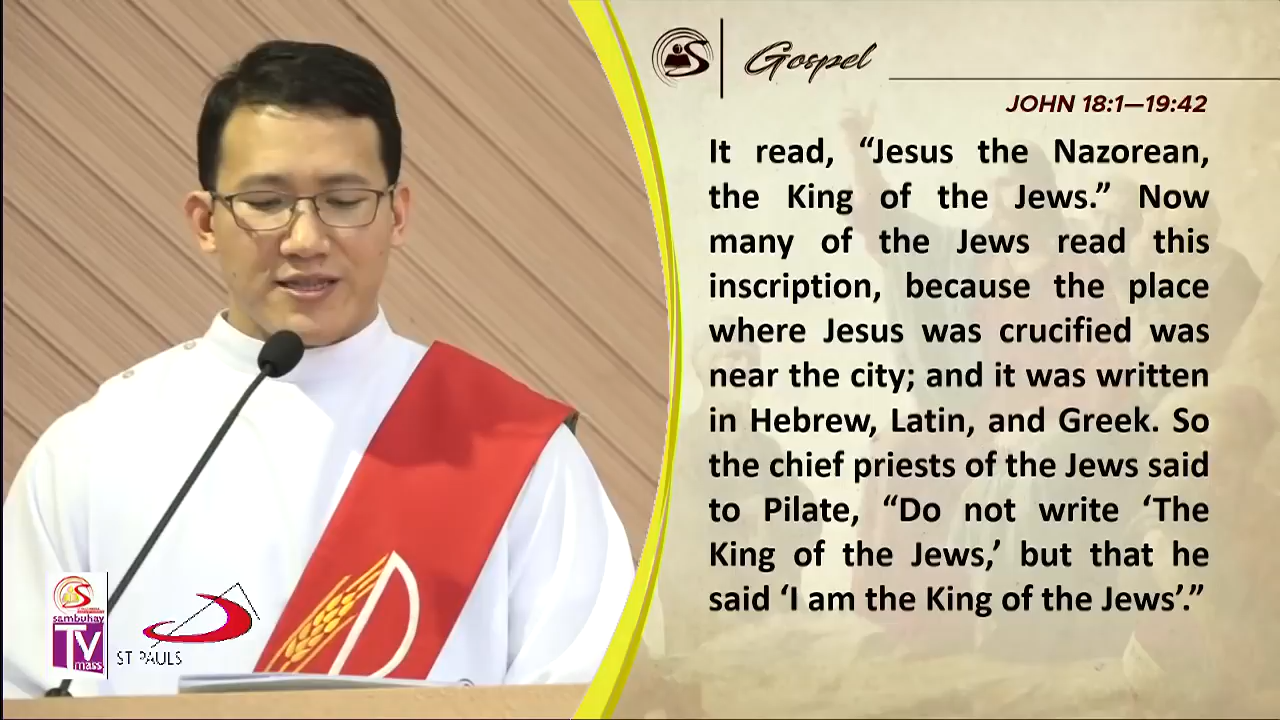 Gospel
JOHN 18:1—19:42
It read, “Jesus the Nazorean,
the King of the Jews.” Now
many of the Jews read this
inscription, because the place
where Jesus was crucified was
near the city; and it was written
in Hebrew, Latin, and Greek. So
the chief priests of the Jews said
to Pilate, “Do not write ‘The
King of the Jews,’ but that he
said ‘I am the King of the Jews’.”
sambuhay
TV
mass
ST PAULS